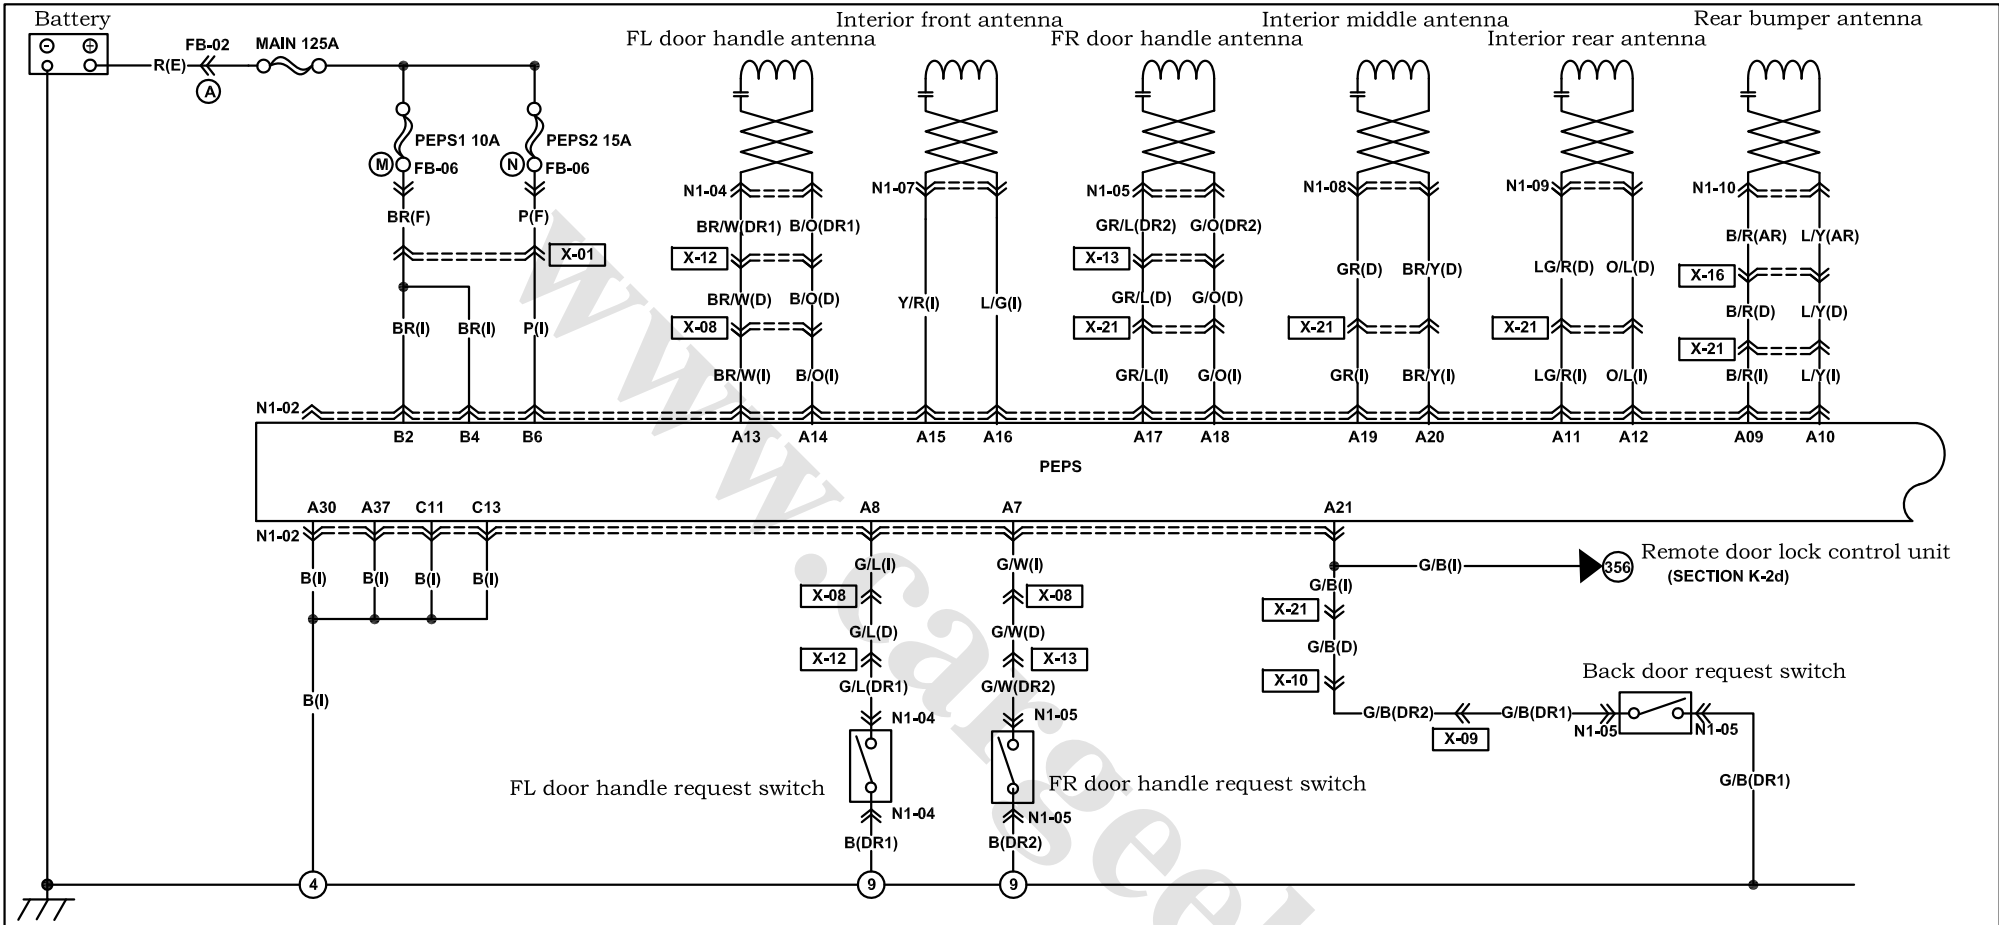 Battery
Interior front antenna
Interior middle antenna
Rear bumper antenna
FL door handle antenna
FR door handle antenna
Interior rear antenna
FB-02
MAIN 125A
R(E)
A
PEPS1 10A
PEPS2 15A
M
FB-06
N
FB-06
N1-04
N1-07
N1-05
N1-08
N1-09
N1-10
BR(F)
P(F)
BR/W(DR1)
B/O(DR1)
GR/L(DR2)
G/O(DR2)
B/R(AR)
L/Y(AR)
X-01
X-12
X-13
X-16
GR(D)
BR/Y(D)
LG/R(D)
O/L(D)
BR/W(D)
B/O(D)
Y/R(I)
L/G(I)
GR/L(D)
G/O(D)
B/R(D)
L/Y(D)
BR(I)
BR(I)
P(I)
X-08
X-21
X-21
X-21
X-21
BR/W(I)
B/O(I)
GR/L(I)
G/O(I)
GR(I)
BR/Y(I)
LG/R(I)
O/L(I)
B/R(I)
L/Y(I)
N1-02
B2
B4
B6
A13
A14
A15
A16
A17
A18
A19
A20
A11
A12
A09
A10
PEPS
A30
A37
C11
C13
A8
A7
A21
N1-02
B(I)
B(I)
B(I)
B(I)
G/L(I)
G/W(I)
G/B(I)
G/B(I)
356
Remote door lock control unit
(SECTION K-2d)
X-08
X-08
X-21
G/L(D)
G/W(D)
G/B(D)
X-12
X-13
X-10
Back door request switch
B(I)
G/L(DR1)
G/W(DR2)
N1-04
N1-05
G/B(DR2)
G/B(DR1)
N1-05
N1-05
X-09
FL door handle request switch
FR door handle request switch
G/B(DR1)
N1-04
N1-05
B(DR1)
B(DR2)
4
9
9
www.cargeek